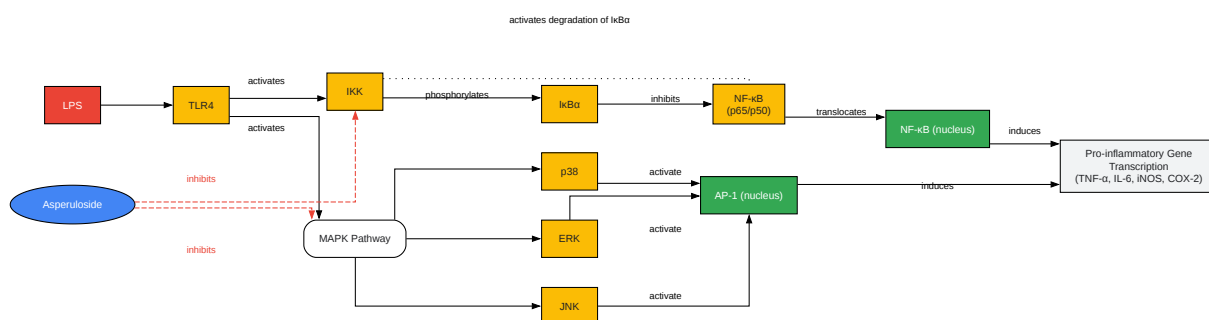 activates degradation of IκBα
LPS
TLR4
activates
activates
IKK
phosphorylates
IκBα
inhibits
NF-κB
(p65/p50)
translocates
NF-κB (nucleus)
induces
Pro-inflammatory Gene
Transcription
(TNF-α, IL-6, iNOS, COX-2)
Asperuloside
inhibits
inhibits
MAPK Pathway
p38
activate
ERK
activate
JNK
activate
AP-1 (nucleus)
induces